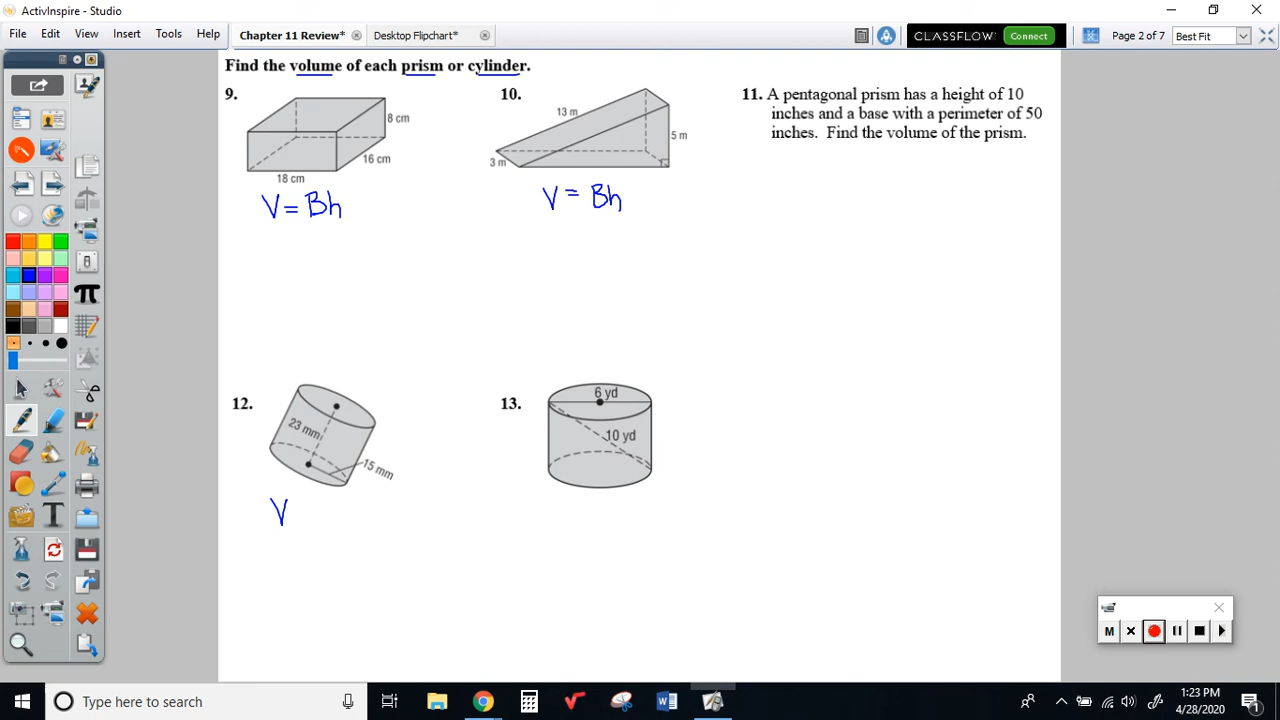 ActivInspire - Studio
File Edit View Insert Tools Help
Chapter 11 Review* Desktop Flipchart*
CLASSFLOW Connect
Page 2 of 7 Best Fit
Find the volume of each prism or cylinder.
9.
8 cm
16 cm
18 cm
V = Bh
10.
13 m
5 m
3 m
V = Bh
11. A pentagonal prism has a height of 10
inches and a base with a perimeter of 50
inches. Find the volume of the prism.
12.
23 mm
15 mm
V
13.
6 yd
10 yd
M
Type here to search
1:23 PM
4/28/2020